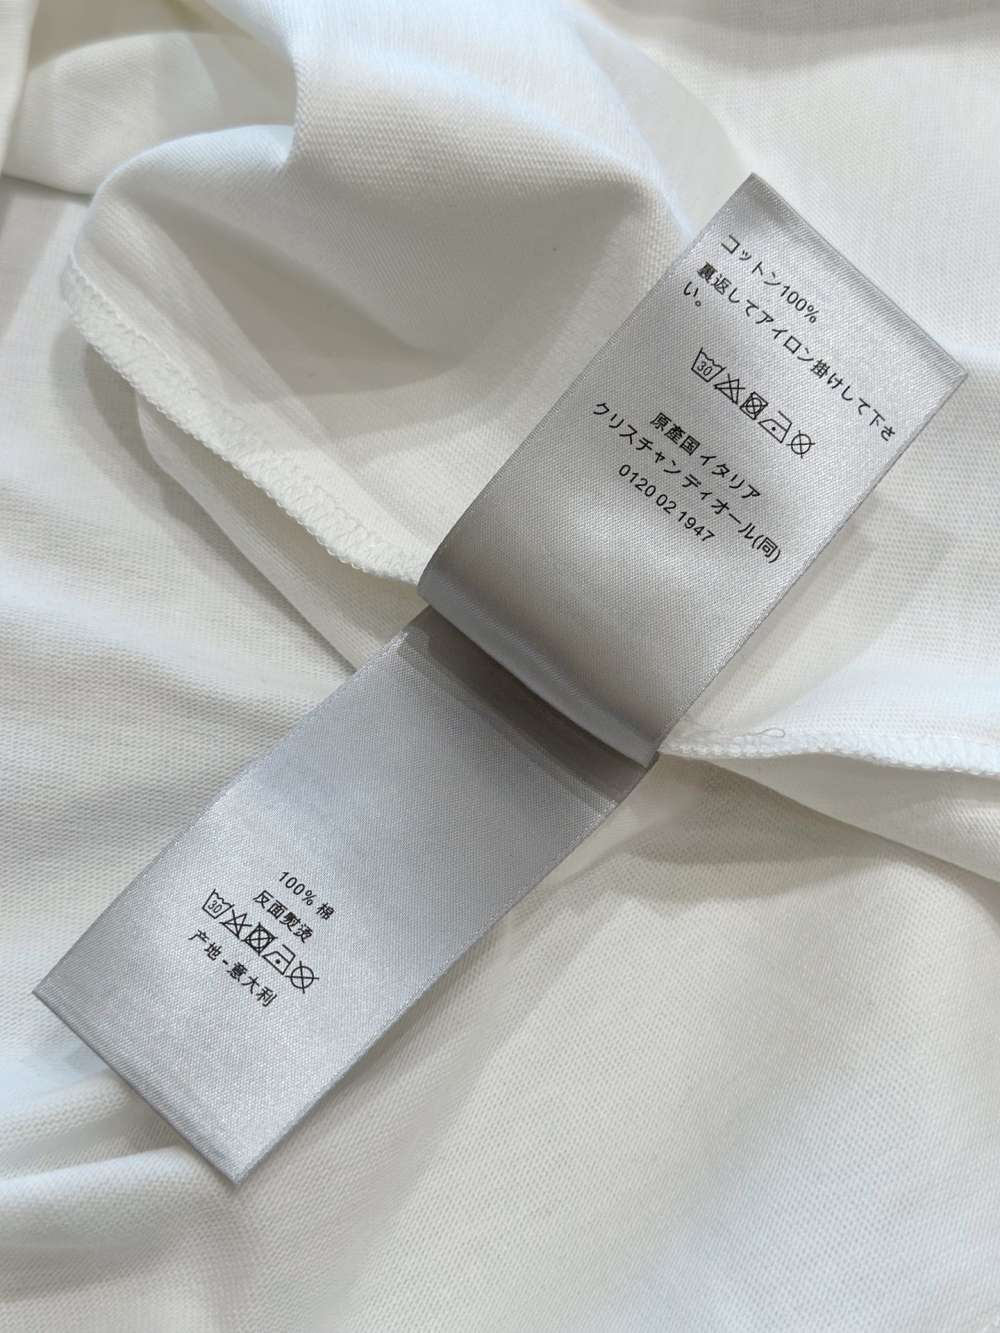 コットン100%
裏返してアイロン掛けして下さ
い。
30
原産国イタリア
クリスチャン ディオール(同)
0120 02 1947
100% 棉
反面熨烫
30
产地 - 意大利